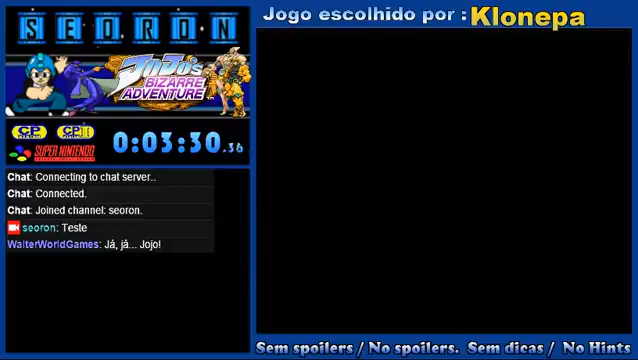 SEORON
Jogo escolhido por : Klonepa
JoJo's
BIZARRE
ADVENTURE
CP CP II
SUPER NINTENDO
0:03:30.36
Chat: Connecting to chat server..
Chat: Connected.
Chat: Joined channel: seoron.
seoron: Teste
WalterWorldGames: Já, já... Jojo!
Sem spoilers / No spoilers. Sem dicas / No Hints